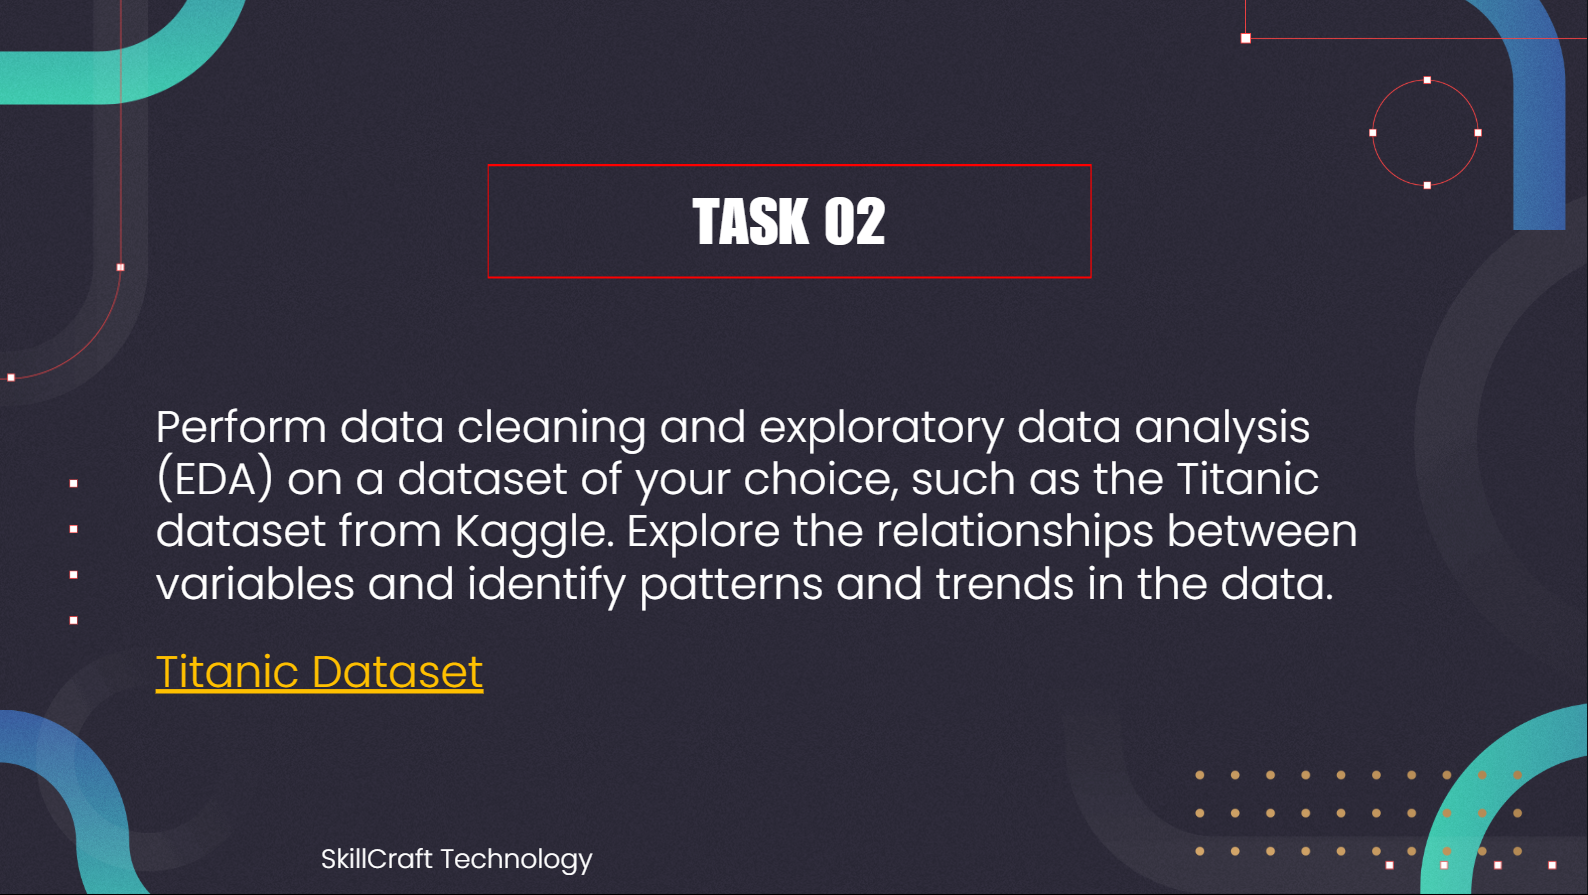 TASK 02
Perform data cleaning and exploratory data analysis
(EDA) on a dataset of your choice, such as the Titanic
dataset from Kaggle. Explore the relationships between
variables and identify patterns and trends in the data.
Titanic Dataset
SkillCraft Technology